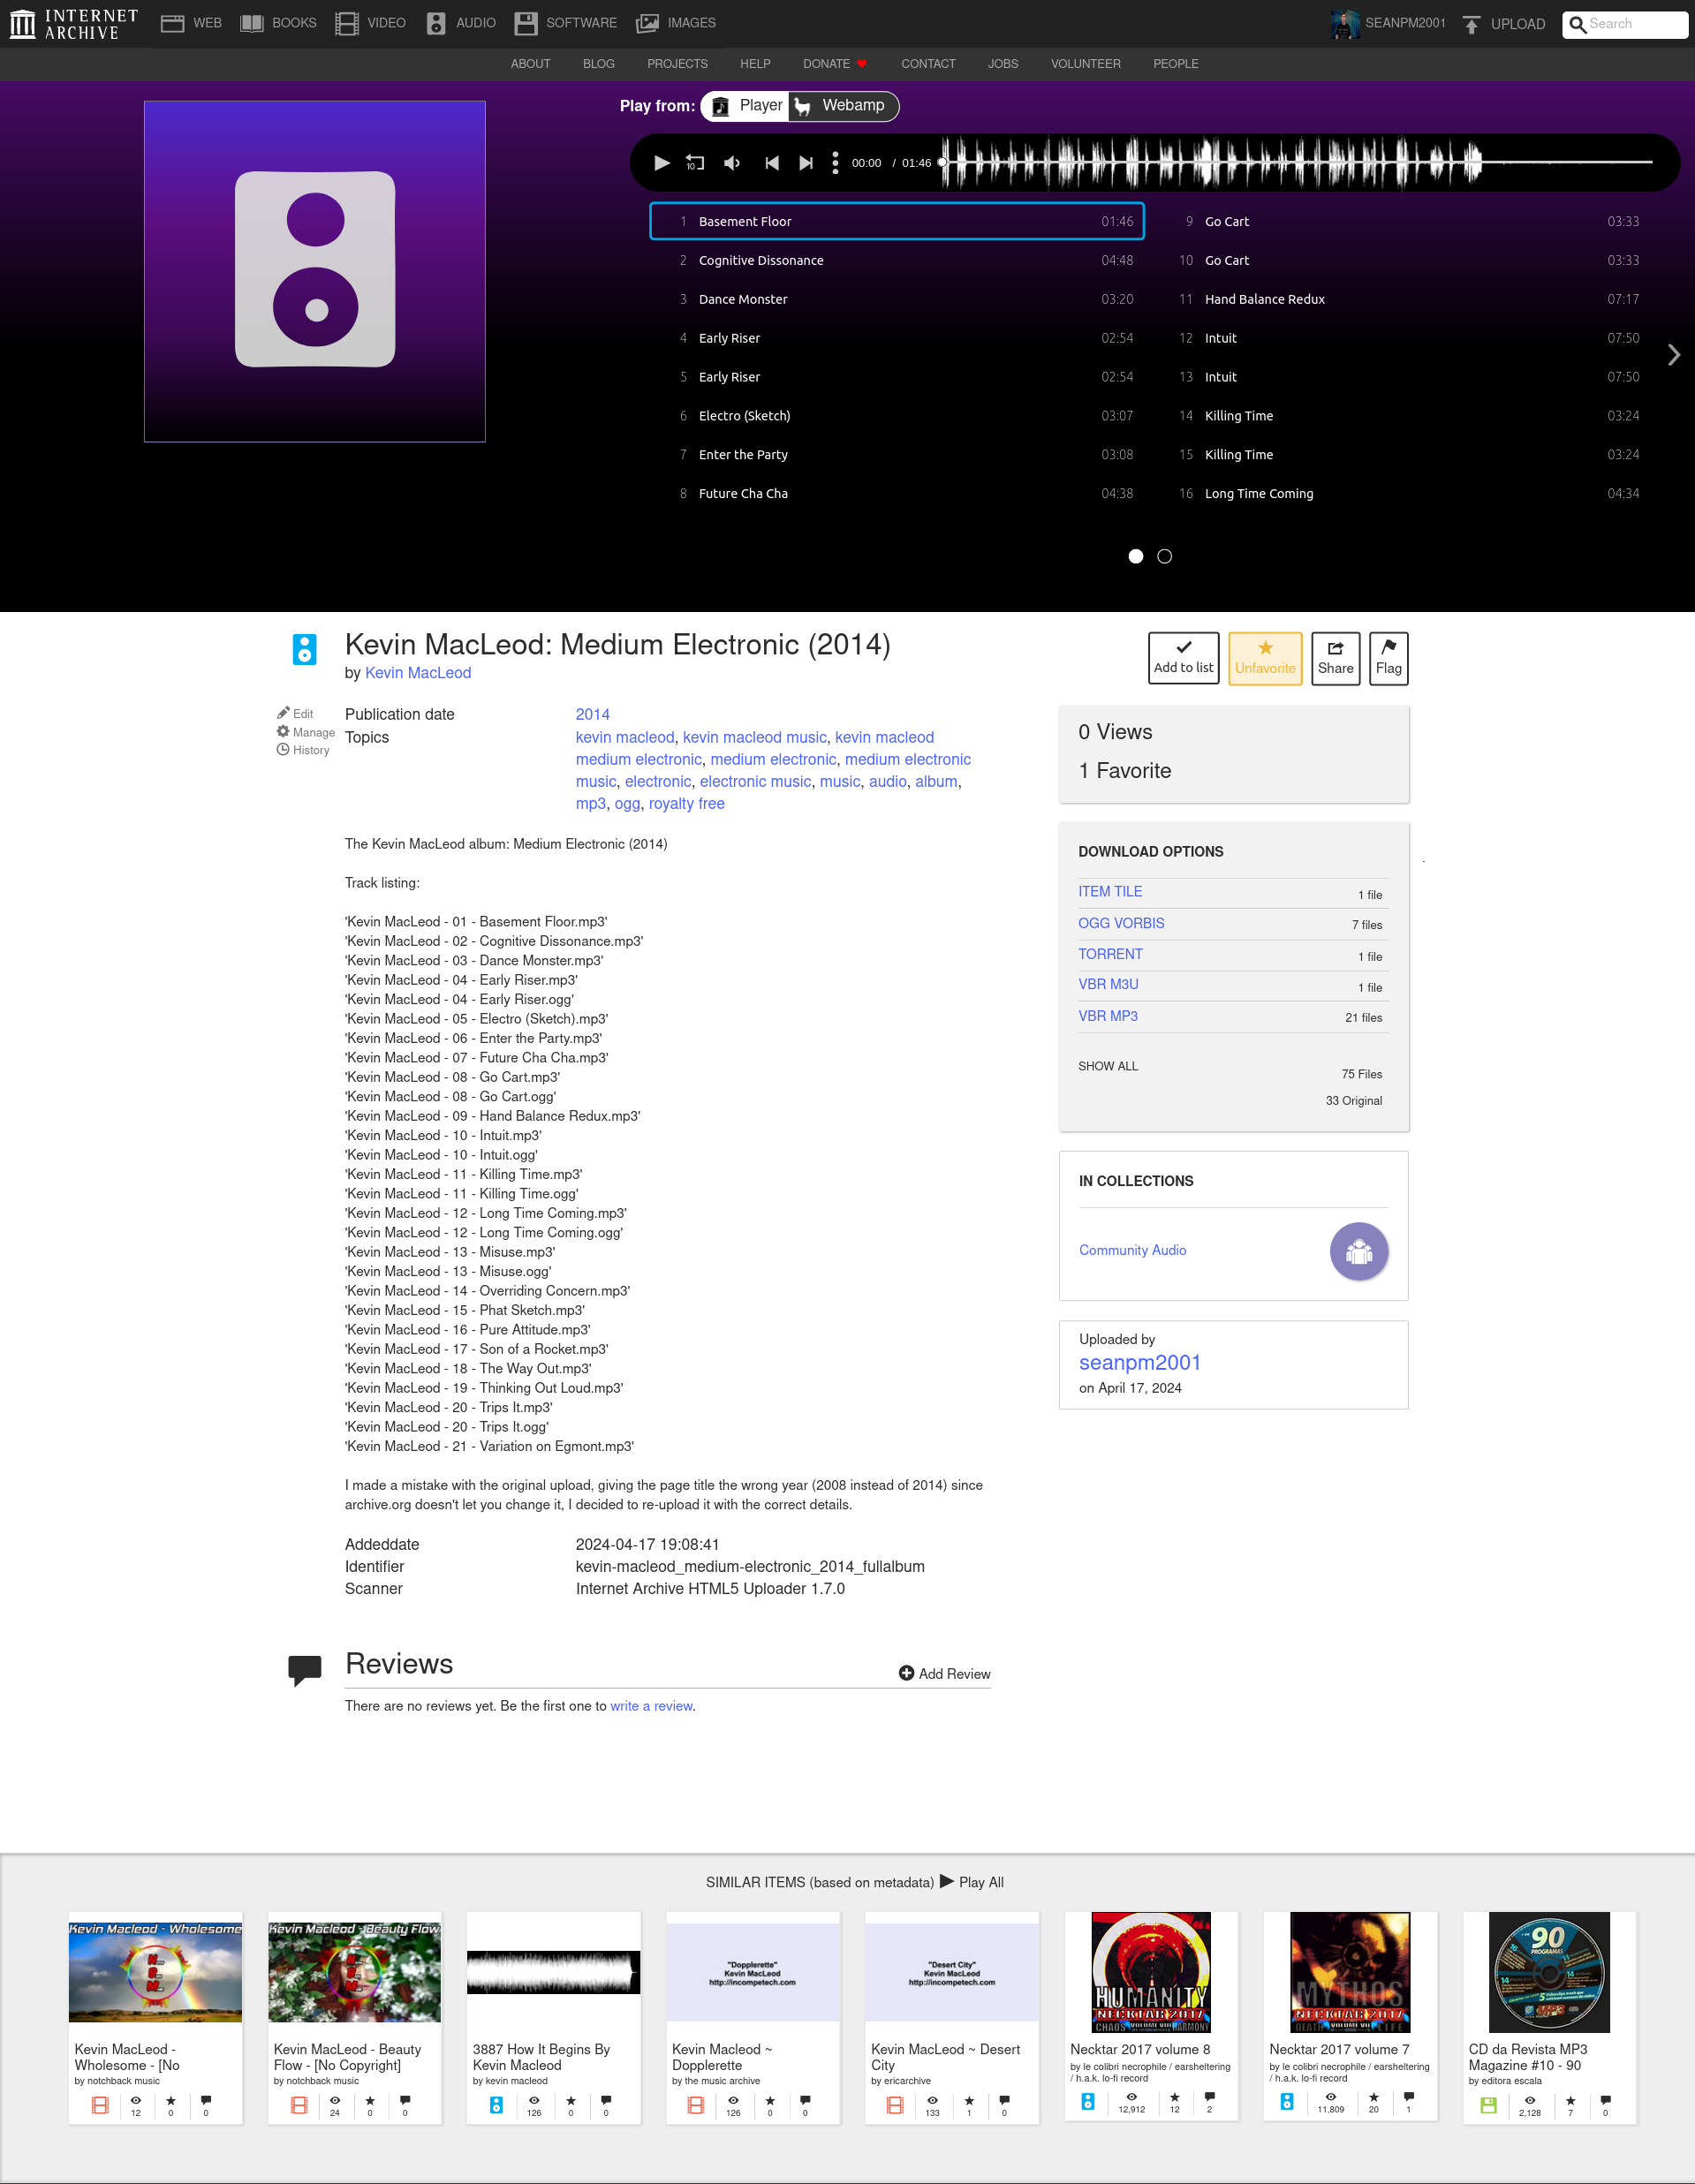 INTERNET ARCHIVE
WEB BOOKS VIDEO AUDIO SOFTWARE IMAGES SEANPM2001 UPLOAD Search
ABOUT BLOG PROJECTS HELP DONATE CONTACT JOBS VOLUNTEER PEOPLE
Play from: Player Webamp
10 00:00 / 01:46
1 Basement Floor 01:46
2 Cognitive Dissonance 04:48
3 Dance Monster 03:20
4 Early Riser 02:54
5 Early Riser 02:54
6 Electro (Sketch) 03:07
7 Enter the Party 03:08
8 Future Cha Cha 04:38
9 Go Cart 03:33
10 Go Cart 03:33
11 Hand Balance Redux 07:17
12 Intuit 07:50
13 Intuit 07:50
14 Killing Time 03:24
15 Killing Time 03:24
16 Long Time Coming 04:34
Kevin MacLeod: Medium Electronic (2014)
by Kevin MacLeod
Add to list Unfavorite Share Flag
Edit
Manage
History
Publication date 2014
Topics kevin macleod, kevin macleod music, kevin macleod
medium electronic, medium electronic, medium electronic
music, electronic, electronic music, music, audio, album,
mp3, ogg, royalty free
The Kevin MacLeod album: Medium Electronic (2014)
Track listing:
'Kevin MacLeod - 01 - Basement Floor.mp3'
'Kevin MacLeod - 02 - Cognitive Dissonance.mp3'
'Kevin MacLeod - 03 - Dance Monster.mp3'
'Kevin MacLeod - 04 - Early Riser.mp3'
'Kevin MacLeod - 04 - Early Riser.ogg'
'Kevin MacLeod - 05 - Electro (Sketch).mp3'
'Kevin MacLeod - 06 - Enter the Party.mp3'
'Kevin MacLeod - 07 - Future Cha Cha.mp3'
'Kevin MacLeod - 08 - Go Cart.mp3'
'Kevin MacLeod - 08 - Go Cart.ogg'
'Kevin MacLeod - 09 - Hand Balance Redux.mp3'
'Kevin MacLeod - 10 - Intuit.mp3'
'Kevin MacLeod - 10 - Intuit.ogg'
'Kevin MacLeod - 11 - Killing Time.mp3'
'Kevin MacLeod - 11 - Killing Time.ogg'
'Kevin MacLeod - 12 - Long Time Coming.mp3'
'Kevin MacLeod - 12 - Long Time Coming.ogg'
'Kevin MacLeod - 13 - Misuse.mp3'
'Kevin MacLeod - 13 - Misuse.ogg'
'Kevin MacLeod - 14 - Overriding Concern.mp3'
'Kevin MacLeod - 15 - Phat Sketch.mp3'
'Kevin MacLeod - 16 - Pure Attitude.mp3'
'Kevin MacLeod - 17 - Son of a Rocket.mp3'
'Kevin MacLeod - 18 - The Way Out.mp3'
'Kevin MacLeod - 19 - Thinking Out Loud.mp3'
'Kevin MacLeod - 20 - Trips It.mp3'
'Kevin MacLeod - 20 - Trips It.ogg'
'Kevin MacLeod - 21 - Variation on Egmont.mp3'
I made a mistake with the original upload, giving the page title the wrong year (2008 instead of 2014) since
archive.org doesn't let you change it, I decided to re-upload it with the correct details.
Addeddate 2024-04-17 19:08:41
Identifier kevin-macleod_medium-electronic_2014_fullalbum
Scanner Internet Archive HTML5 Uploader 1.7.0
0 Views
1 Favorite
DOWNLOAD OPTIONS
ITEM TILE 1 file
OGG VORBIS 7 files
TORRENT 1 file
VBR M3U 1 file
VBR MP3 21 files
SHOW ALL 75 Files
33 Original
IN COLLECTIONS
Community Audio
Uploaded by
seanpm2001
on April 17, 2024
Reviews
Add Review
There are no reviews yet. Be the first one to write a review.
SIMILAR ITEMS (based on metadata) Play All
Kevin Macleod - Wholesome
Kevin MacLeod -
Wholesome - [No
by notchback music
12 0 0
Kevin Macleod - Beauty Flow
Kevin MacLeod - Beauty
Flow - [No Copyright]
by notchback music
24 0 0
3887 How It Begins By
Kevin Macleod
by kevin macleod
126 0 0
"Dopplerette"
Kevin MacLeod
http://incompetech.com
Kevin Macleod ~
Dopplerette
by the music archive
126 0 0
"Desert City"
Kevin MacLeod
http://incompetech.com
Kevin MacLeod ~ Desert
City
by ericarchive
133 1 0
HUMANITY
NECKTAR 2017
CHAOS VOLUME VIII HARMONY
Necktar 2017 volume 8
by le colibri necrophile / earsheltering
/ h.a.k. lo-fi record
12,912 12 2
MYTHOS
NECKTAR 2017
DEATH VOLUME VII LIFE
Necktar 2017 volume 7
by le colibri necrophile / earsheltering
/ h.a.k. lo-fi record
11,809 20 1
90
PROGRAMAS
MP3
CD da Revista MP3
Magazine #10 - 90
by editora escala
2,128 7 0